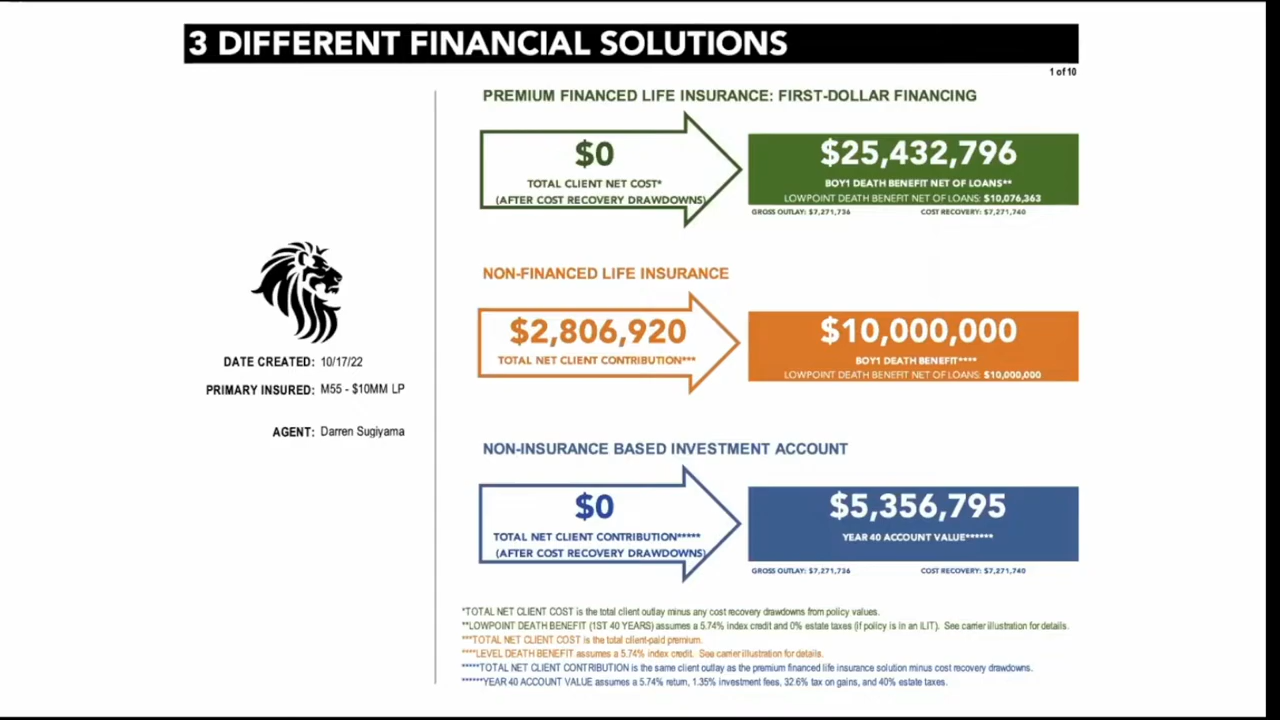 3 DIFFERENT FINANCIAL SOLUTIONS
1 of 10
PREMIUM FINANCED LIFE INSURANCE: FIRST-DOLLAR FINANCING
$0
TOTAL CLIENT NET COST*
(AFTER COST RECOVERY DRAWDOWNS)
$25,432,796
BOY1 DEATH BENEFIT NET OF LOANS**
LOWPOINT DEATH BENEFIT NET OF LOANS: $10,076,363
GROSS OUTLAY: $7,271,736 COST RECOVERY: $7,271,740
NON-FINANCED LIFE INSURANCE
$2,806,920
TOTAL NET CLIENT CONTRIBUTION***
$10,000,000
BOY1 DEATH BENEFIT****
LOWPOINT DEATH BENEFIT NET OF LOANS: $10,000,000
DATE CREATED: 10/17/22
PRIMARY INSURED: M55 - $10MM LP
AGENT: Darren Sugiyama
NON-INSURANCE BASED INVESTMENT ACCOUNT
$0
TOTAL NET CLIENT CONTRIBUTION*****
(AFTER COST RECOVERY DRAWDOWNS)
$5,356,795
YEAR 40 ACCOUNT VALUE******
GROSS OUTLAY: $7,271,736 COST RECOVERY: $7,271,740
*TOTAL NET CLIENT COST is the total client outlay minus any cost recovery drawdowns from policy values.
**LOWPOINT DEATH BENEFIT (1ST 40 YEARS) assumes a 5.74% index credit and 0% estate taxes (if policy is in an ILIT). See carrier illustration for details.
***TOTAL NET CLIENT COST is the total client-paid premium.
****LEVEL DEATH BENEFIT assumes a 5.74% index credit. See carrier illustration for details.
*****TOTAL NET CLIENT CONTRIBUTION is the same client outlay as the premium financed life insurance solution minus cost recovery drawdowns.
******YEAR 40 ACCOUNT VALUE assumes a 5.74% return, 1.35% investment fees, 32.6% tax on gains, and 40% estate taxes.